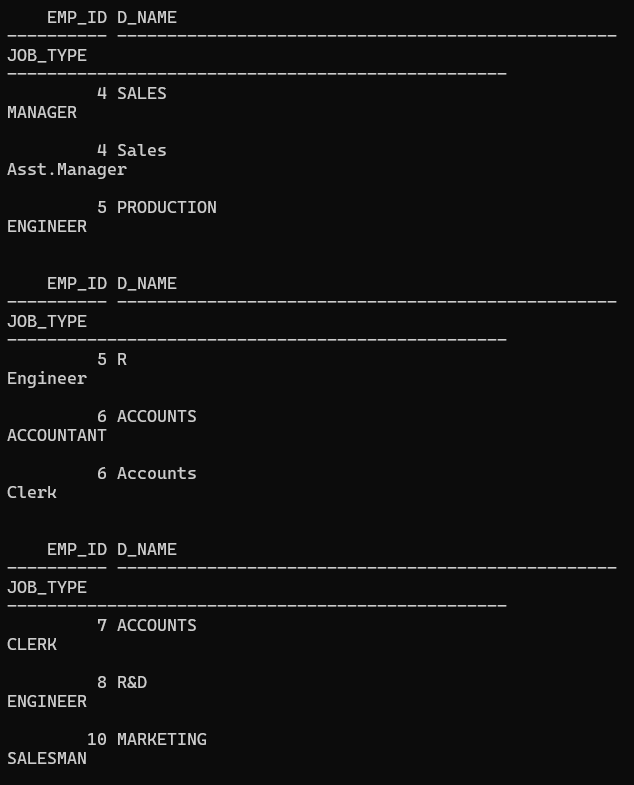 EMP_ID D_NAME
---------- --------------------------------------------------
JOB_TYPE
--------------------------------------------------
         4 SALES
MANAGER

         4 Sales
Asst.Manager

         5 PRODUCTION
ENGINEER


    EMP_ID D_NAME
---------- --------------------------------------------------
JOB_TYPE
--------------------------------------------------
         5 R
Engineer

         6 ACCOUNTS
ACCOUNTANT

         6 Accounts
Clerk


    EMP_ID D_NAME
---------- --------------------------------------------------
JOB_TYPE
--------------------------------------------------
         7 ACCOUNTS
CLERK

         8 R&D
ENGINEER

        10 MARKETING
SALESMAN